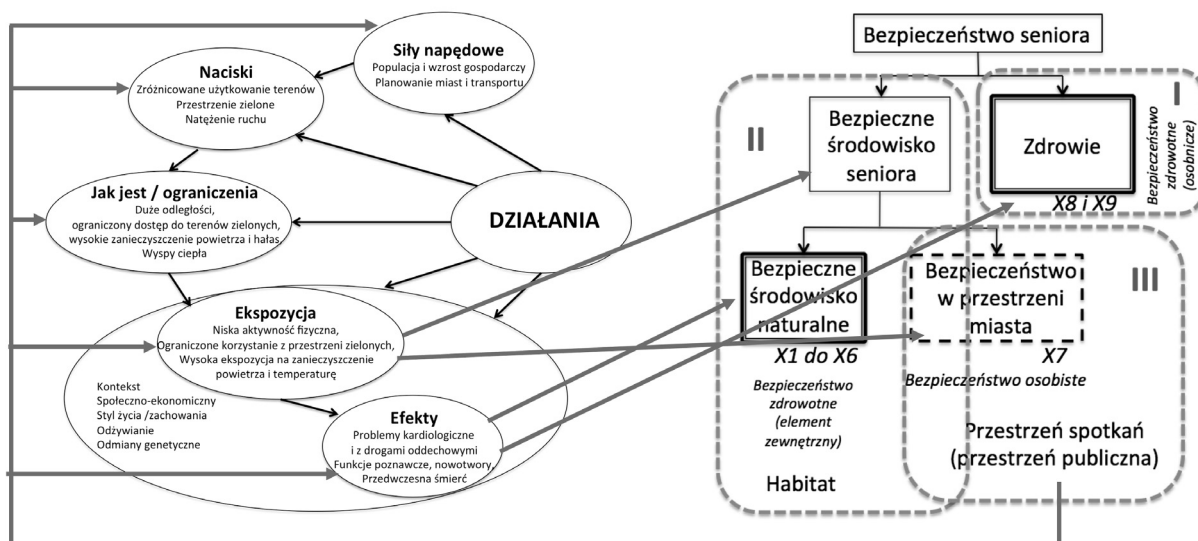 Siły napędowe
Populacja i wzrost gospodarczy
Planowanie miast i transportu
Naciski
Zróżnicowane użytkowanie terenów
Przestrzenie zielone
Natężenie ruchu
Jak jest / ograniczenia
Duże odległości,
ograniczony dostęp do terenów zielonych,
wysokie zanieczyszczenie powietrza i hałas,
Wyspy ciepła
DZIAŁANIA
Ekspozycja
Niska aktywność fizyczna,
Ograniczone korzystanie z przestrzeni zielonych,
Wysoka ekspozycja na zanieczyszczenie
powietrza i temperaturę
Kontekst
Społeczno-ekonomiczny
Styl życia /zachowania
Odżywianie
Odmiany genetyczne
Efekty
Problemy kardiologiczne
i z drogami oddechowymi
Funkcje poznawcze, nowotwory,
Przedwczesna śmierć
Bezpieczeństwo seniora
II
Bezpieczne
środowisko
seniora
I
Zdrowie
X8 i X9
Bezpieczeństwo
zdrowotne
(osobnicze)
Bezpieczne
środowisko
naturalne
X1 do X6
Bezpieczeństwo
zdrowotne
(element
zewnętrzny)
Habitat
III
Bezpieczeństwo
w przestrzeni
miasta
X7
Bezpieczeństwo osobiste
Przestrzeń spotkań
(przestrzeń publiczna)